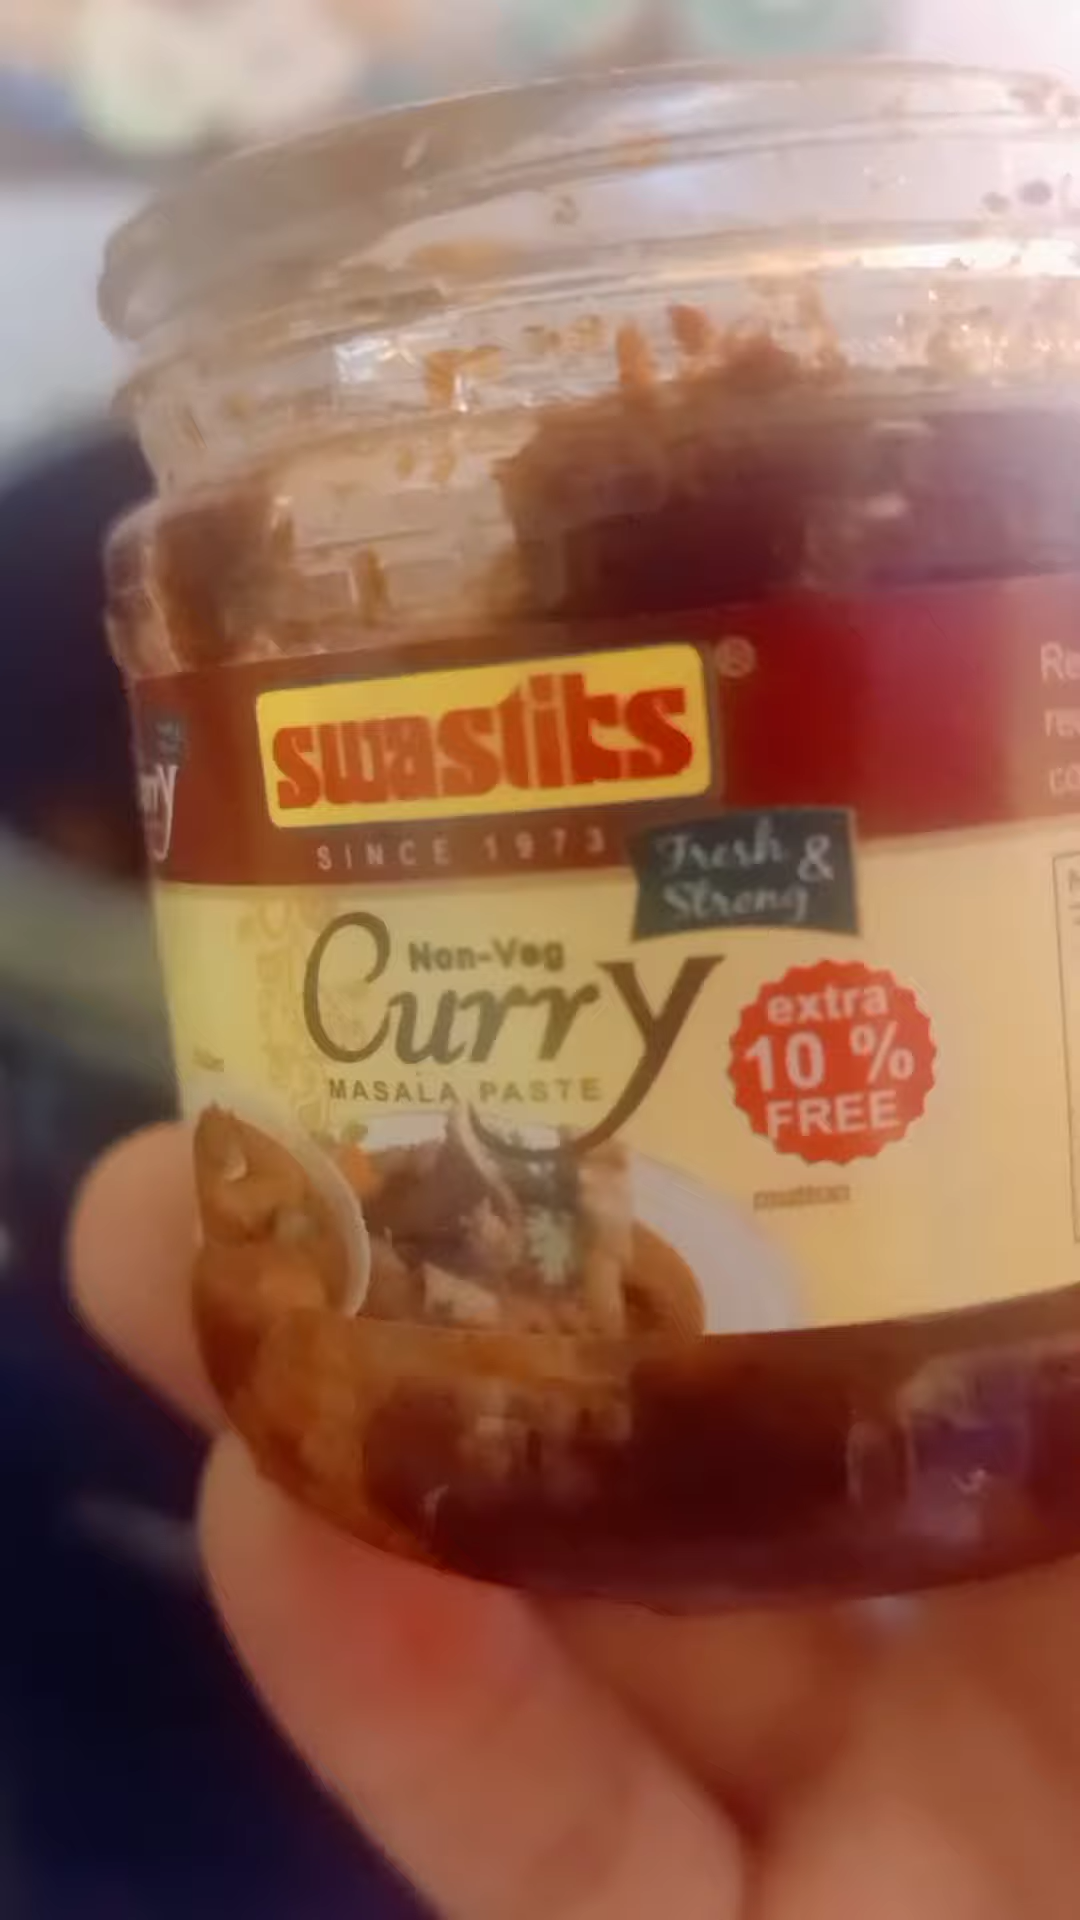 swastiks
®
SINCE 1973
Fresh &
Strong
Non-Veg
Curry
MASALA PASTE
extra
10 %
FREE